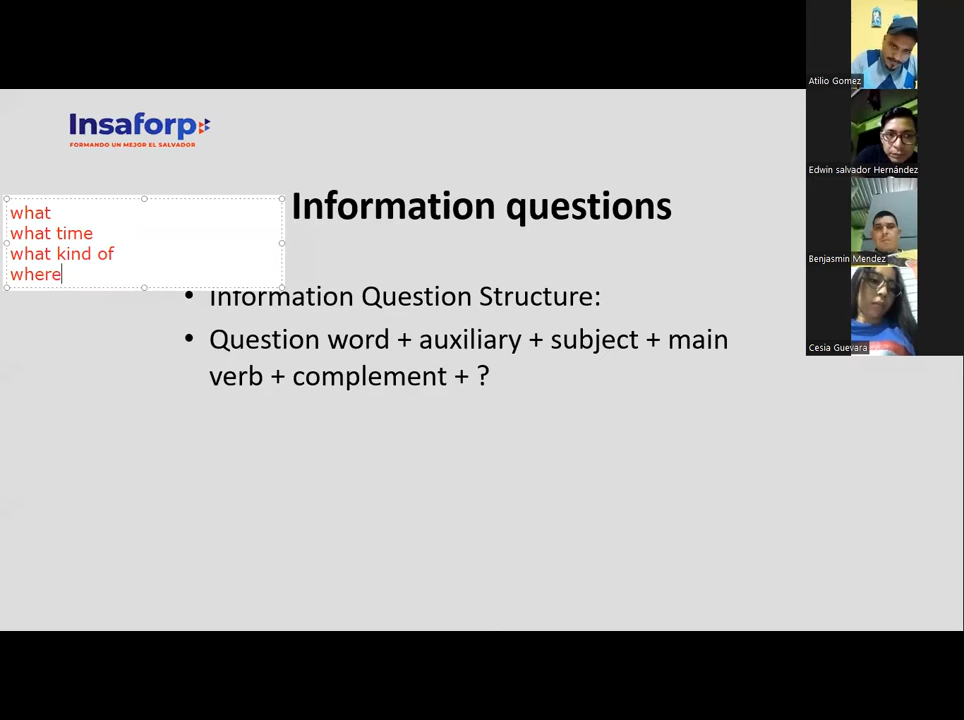 Insaforp
FORMANDO UN MEJOR EL SALVADOR
Information questions
what
what time
what kind of
where
• Information Question Structure:
• Question word + auxiliary + subject + main
verb + complement + ?
Atilio Gomez
Edwin salvador Hernández
Benjasmin Mendez
Cesia Guevara